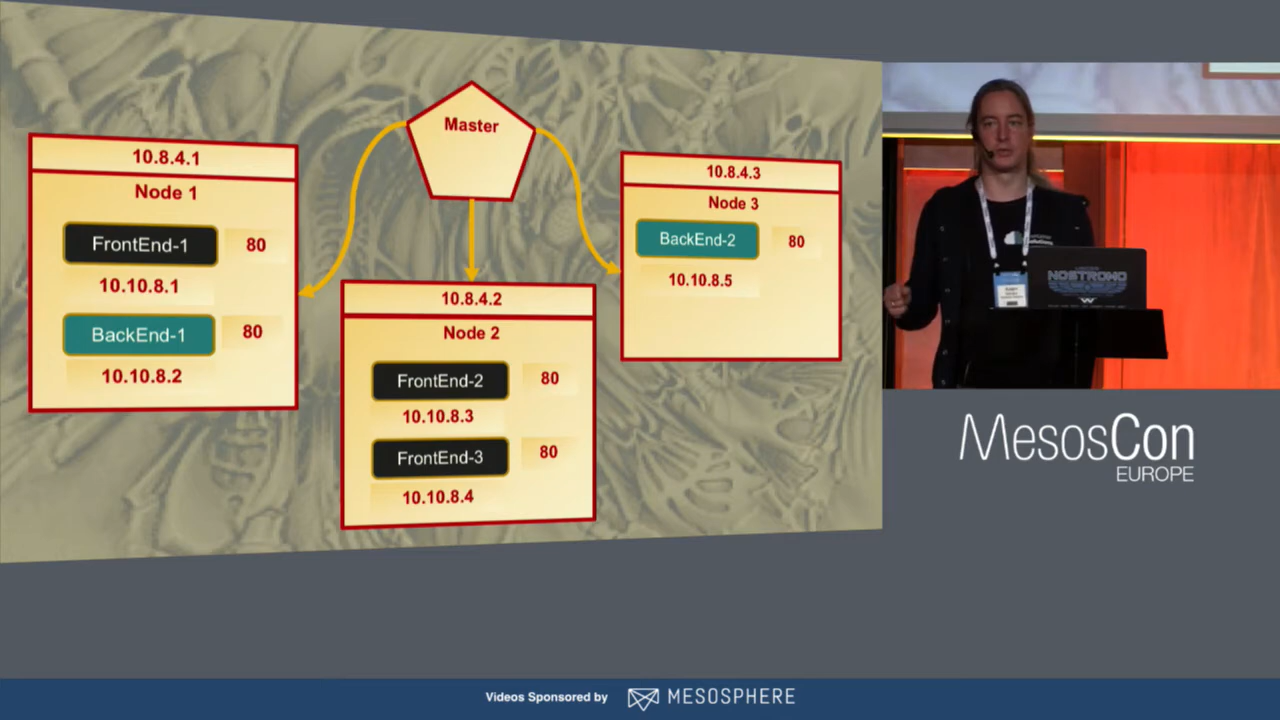 Master
10.8.4.1
Node 1
FrontEnd-1
80
10.10.8.1
BackEnd-1
80
10.10.8.2
10.8.4.2
Node 2
FrontEnd-2
80
10.10.8.3
FrontEnd-3
80
10.10.8.4
10.8.4.3
Node 3
BackEnd-2
80
10.10.8.5
NOSTROMO
MesosCon
EUROPE
Videos Sponsored by
MESOSPHERE